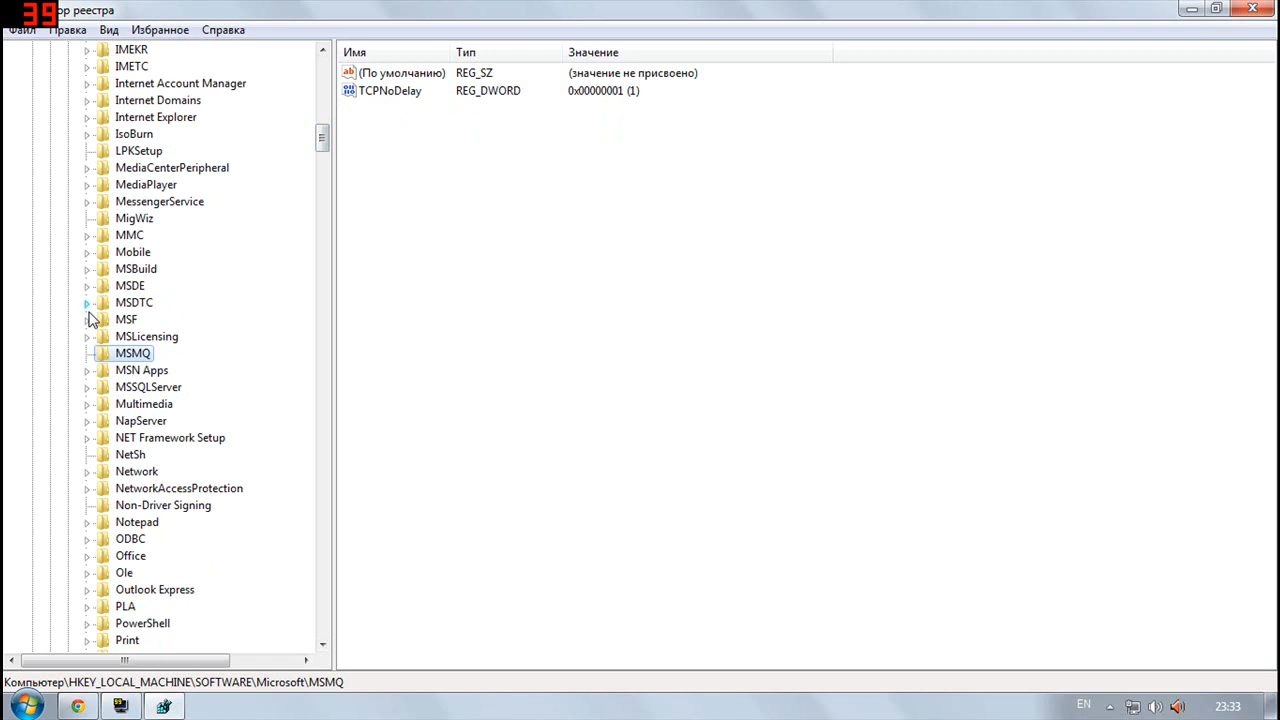 39
ор реестра
Файл Правка Вид Избранное Справка
IMEKR
IMETC
Internet Account Manager
Internet Domains
Internet Explorer
IsoBurn
LPKSetup
MediaCenterPeripheral
MediaPlayer
MessengerService
MigWiz
MMC
Mobile
MSBuild
MSDE
MSDTC
MSF
MSLicensing
MSMQ
MSN Apps
MSSQLServer
Multimedia
NapServer
NET Framework Setup
NetSh
Network
NetworkAccessProtection
Non-Driver Signing
Notepad
ODBC
Office
Ole
Outlook Express
PLA
PowerShell
Print
Имя Тип Значение
(По умолчанию) REG_SZ (значение не присвоено)
TCPNoDelay REG_DWORD 0x00000001 (1)
Компьютер\HKEY_LOCAL_MACHINE\SOFTWARE\Microsoft\MSMQ
EN 23:33